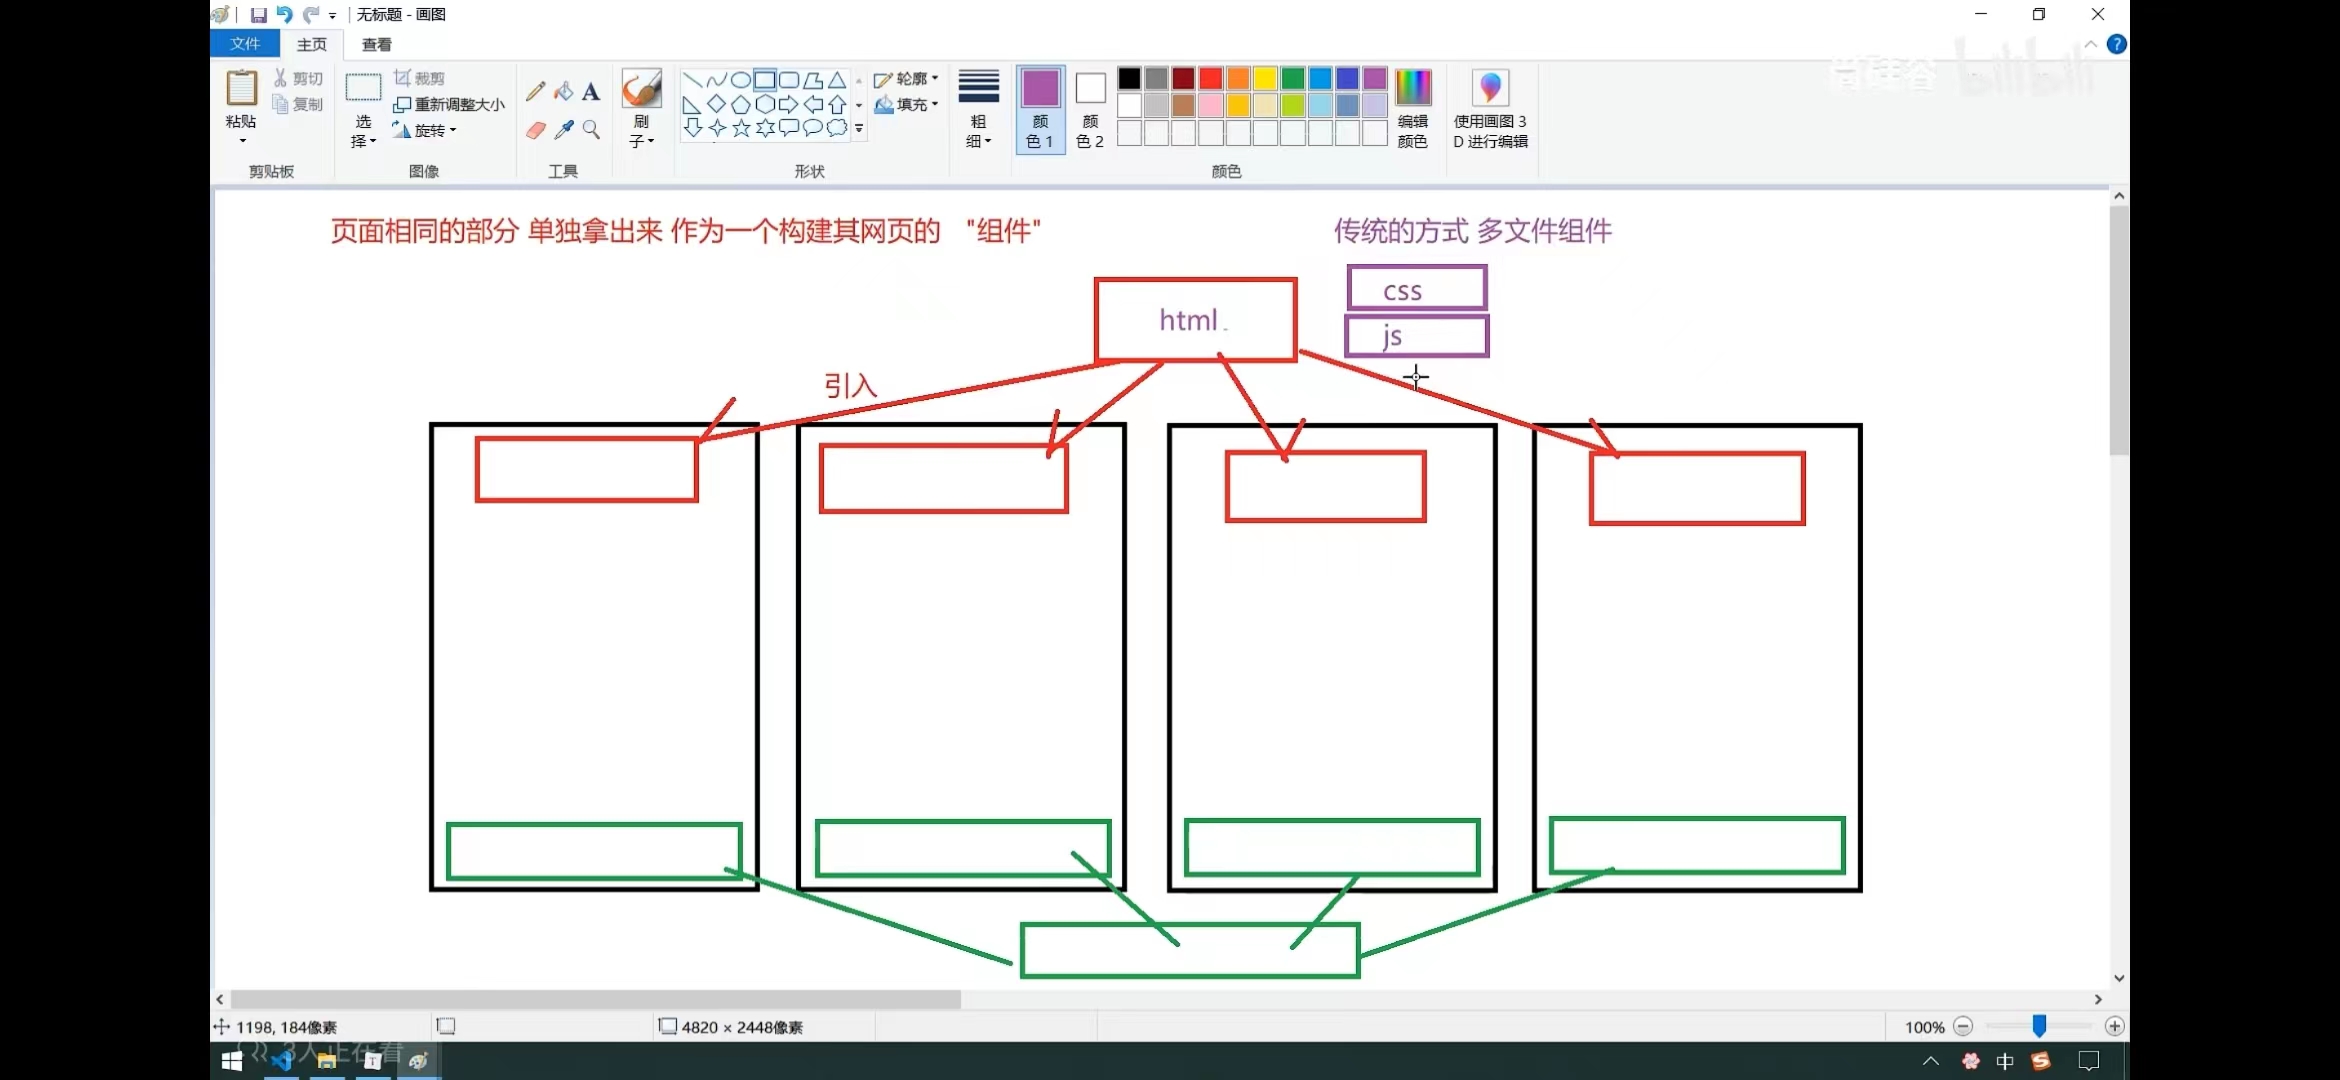 无标题 - 画图
文件 主页 查看
尚硅谷 bilibili
粘贴 剪切 复制
剪贴板
选择 裁剪 重新调整大小 旋转
图像
A
工具
刷子
形状
轮廓 填充
粗细
颜色 1
颜色 2
编辑颜色
颜色
使用画图 3D 进行编辑
页面相同的部分 单独拿出来 作为一个构建其网页的 "组件"
传统的方式 多文件组件
css
html
js
引入
1198, 184像素
4820 × 2448像素
100%
3人正在看
中